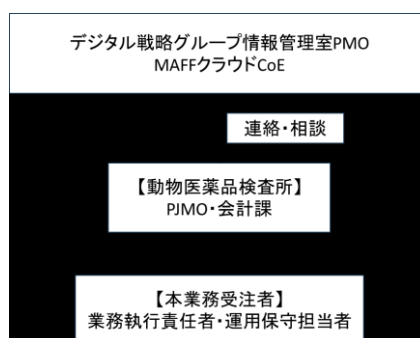 デジタル戦略グループ情報管理室PMO
MAFFクラウドCoE
連絡・相談
【動物医薬品検査所】
PJMO・会計課
【本業務受注者】
業務執行責任者・運用保守担当者